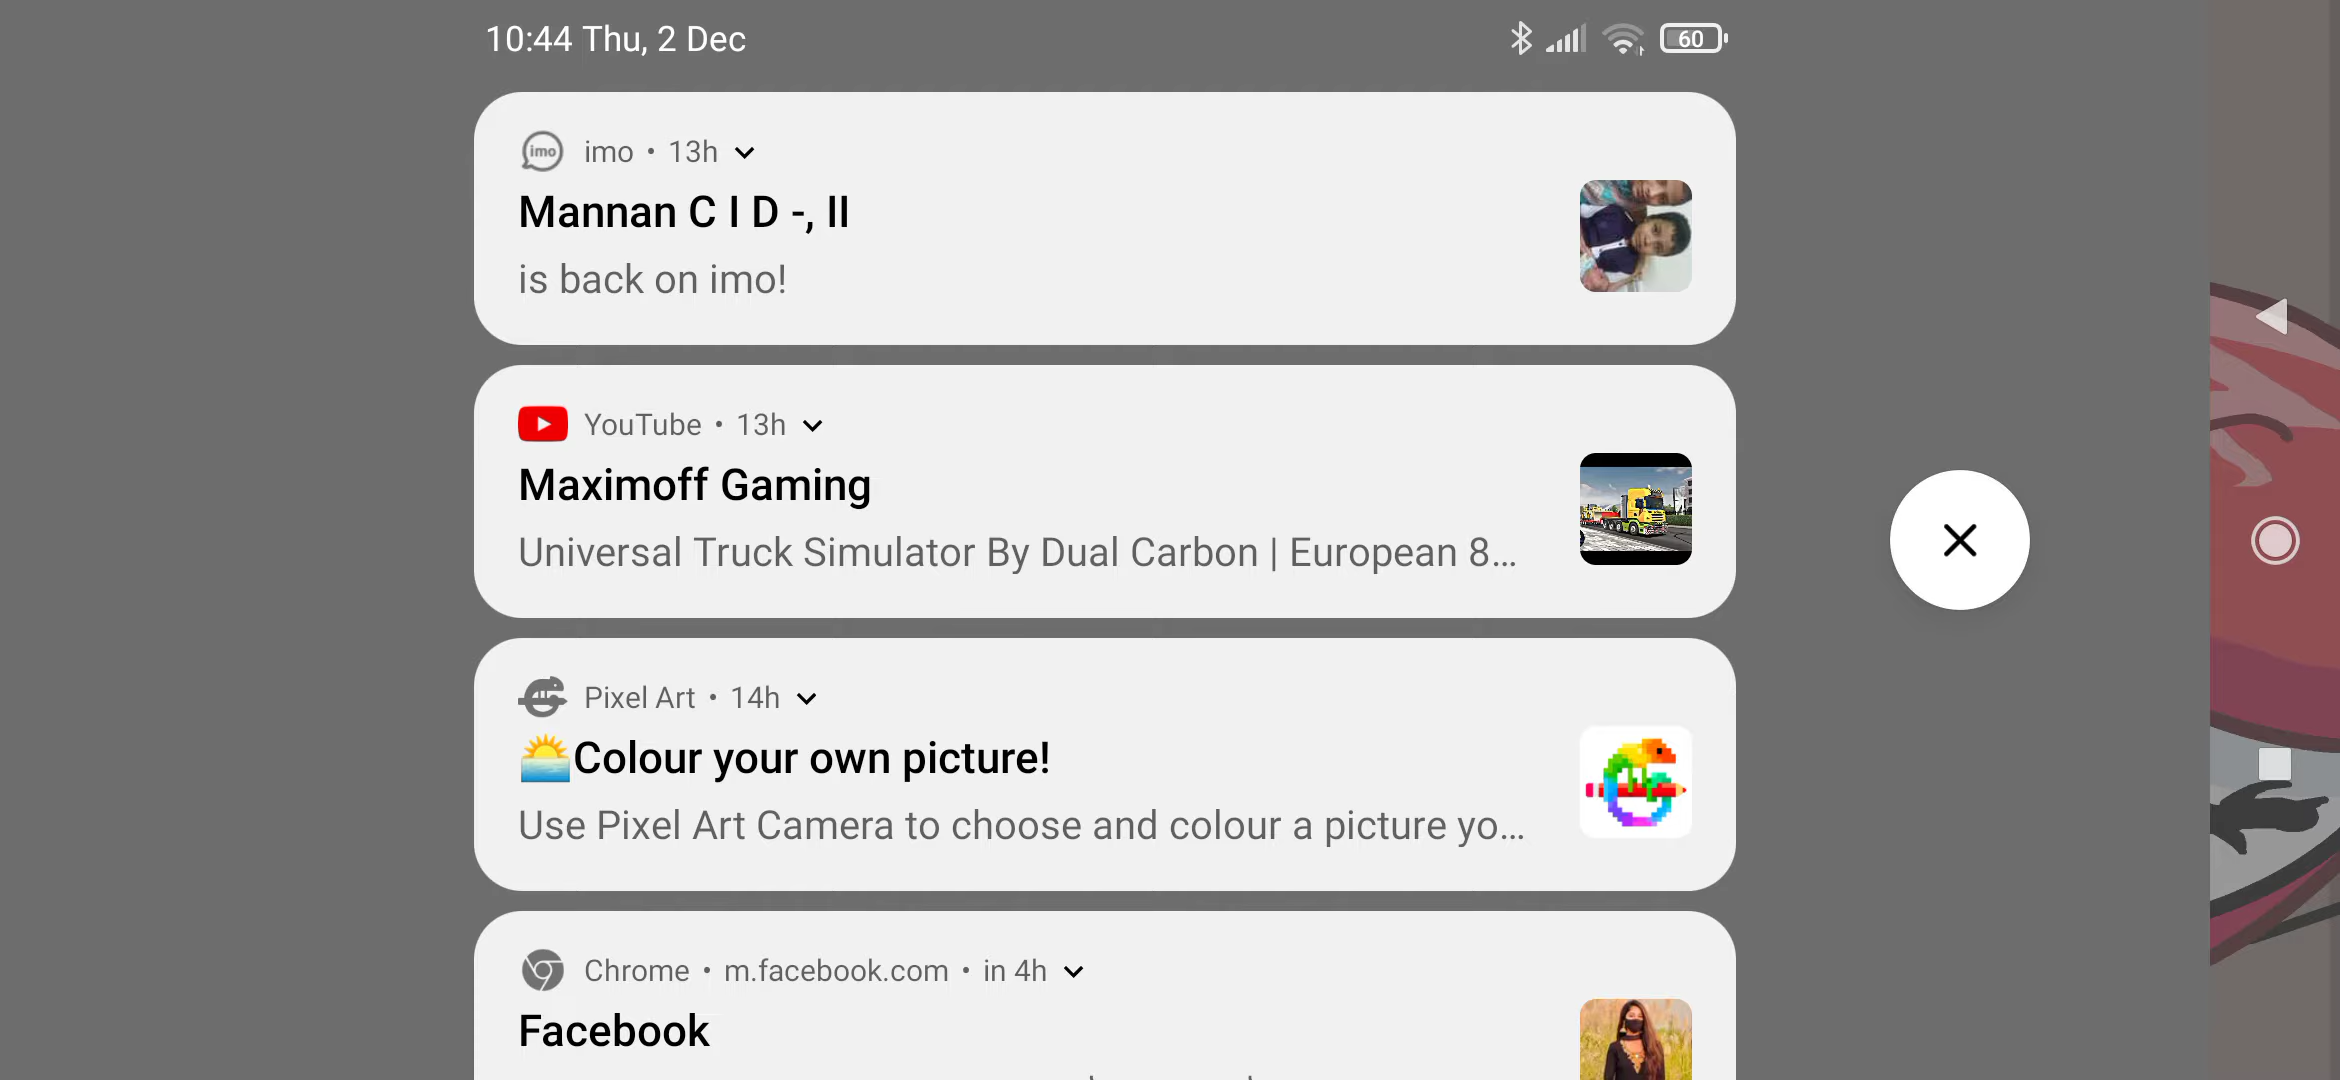 10:44 Thu, 2 Dec
60
imo • 13h
Mannan C I D -, II
is back on imo!
YouTube • 13h
Maximoff Gaming
Universal Truck Simulator By Dual Carbon | European 8...
Pixel Art • 14h
🌅Colour your own picture!
Use Pixel Art Camera to choose and colour a picture yo...
Chrome • m.facebook.com • in 4h
Facebook